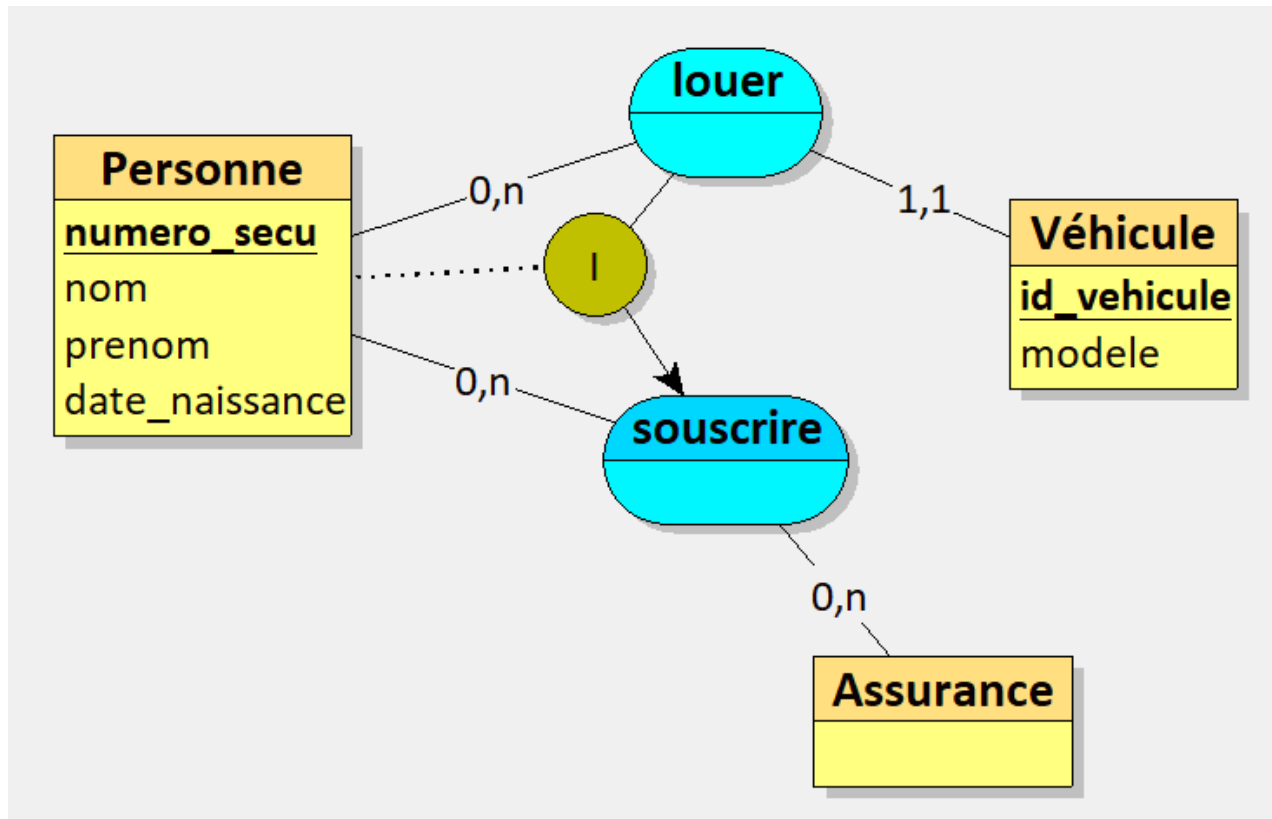 louer
Personne
numero_secu
nom
prenom
date_naissance
0,n
1,1
Véhicule
id_vehicule
modele
I
0,n
souscrire
0,n
Assurance